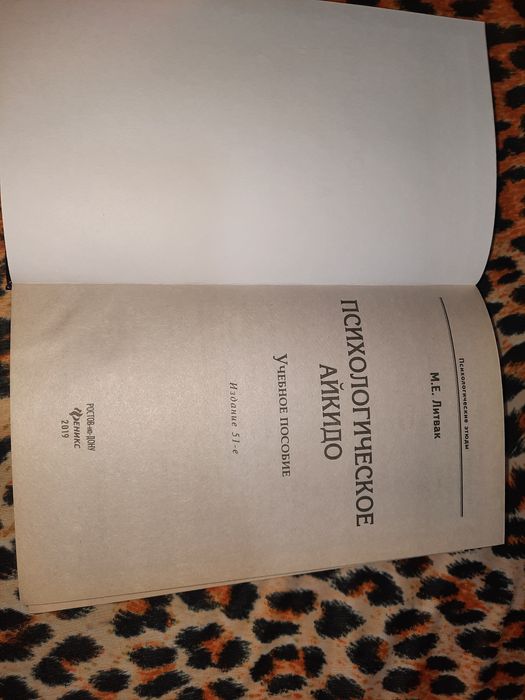 Психологические этюды
М.Е. Литвак
ПСИХОЛОГИЧЕСКОЕ
АЙКИДО
УЧЕБНОЕ ПОСОБИЕ
Издание 51-е
РОСТОВ-НА-ДОНУ
ФЕНИКС
2019